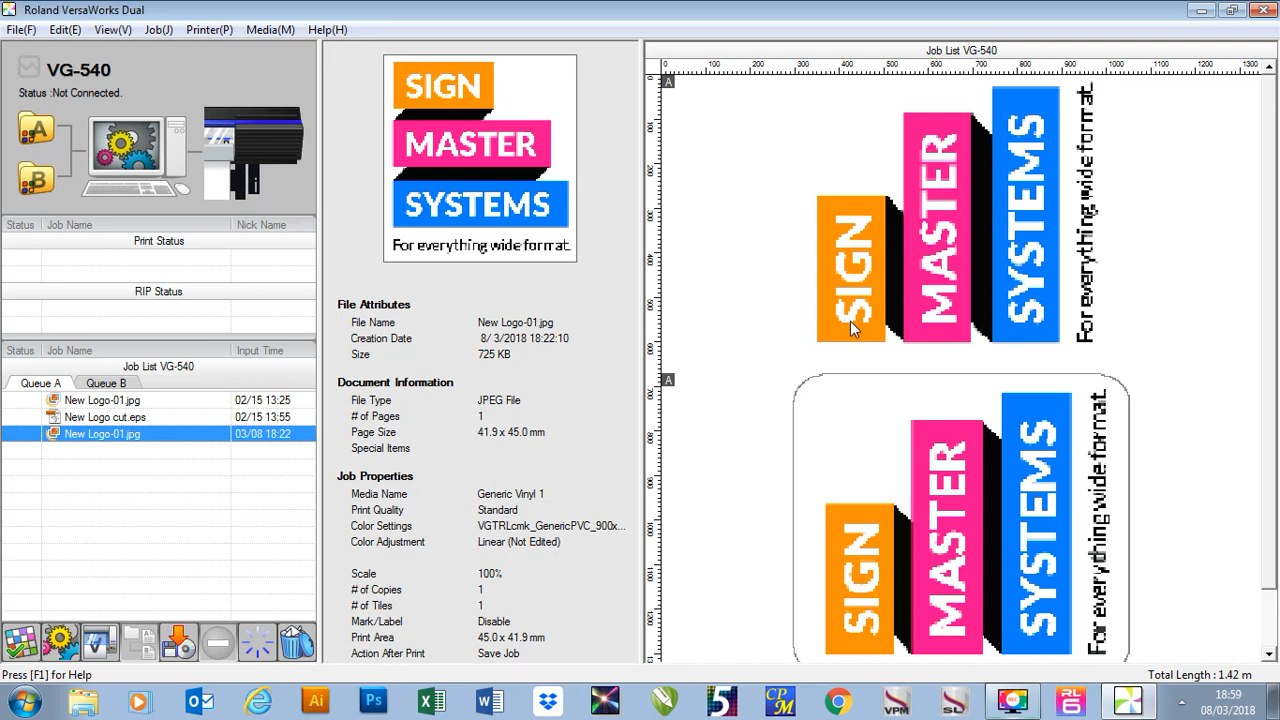 Roland VersaWorks Dual
File(F) Edit(E) View(V) Job(J) Printer(P) Media(M) Help(H)
VG-540
Status :Not Connected.
A
B
Status Job Name Nick Name
Print Status
RIP Status
Status Job Name Input Time
Job List VG-540
Queue A Queue B
New Logo-01.jpg 02/15 13:25
New Logo cut.eps 02/15 13:55
New Logo-01.jpg 03/08 18:22
SIGN
MASTER
SYSTEMS
For everything wide format.
File Attributes
File Name New Logo-01.jpg
Creation Date 8/ 3/2018 18:22:10
Size 725 KB
Document Information
File Type JPEG File
# of Pages 1
Page Size 41.9 x 45.0 mm
Special Items
Job Properties
Media Name Generic Vinyl 1
Print Quality Standard
Color Settings VGTRLcmk_GenericPVC_900x...
Color Adjustment Linear (Not Edited)
Scale 100%
# of Copies 1
# of Tiles 1
Mark/Label Disable
Print Area 45.0 x 41.9 mm
Action After Print Save Job
Job List VG-540
0 100 200 300 400 500 600 700 800 900 1000 1100 1200 1300
A
SIGN
MASTER
SYSTEMS
For everything wide format.
A
SIGN
MASTER
SYSTEMS
For everything wide format.
Press [F1] for Help
Total Length : 1.42 m
Ai Ps 5 CPM VPM SL RL 6
18:59
08/03/2018